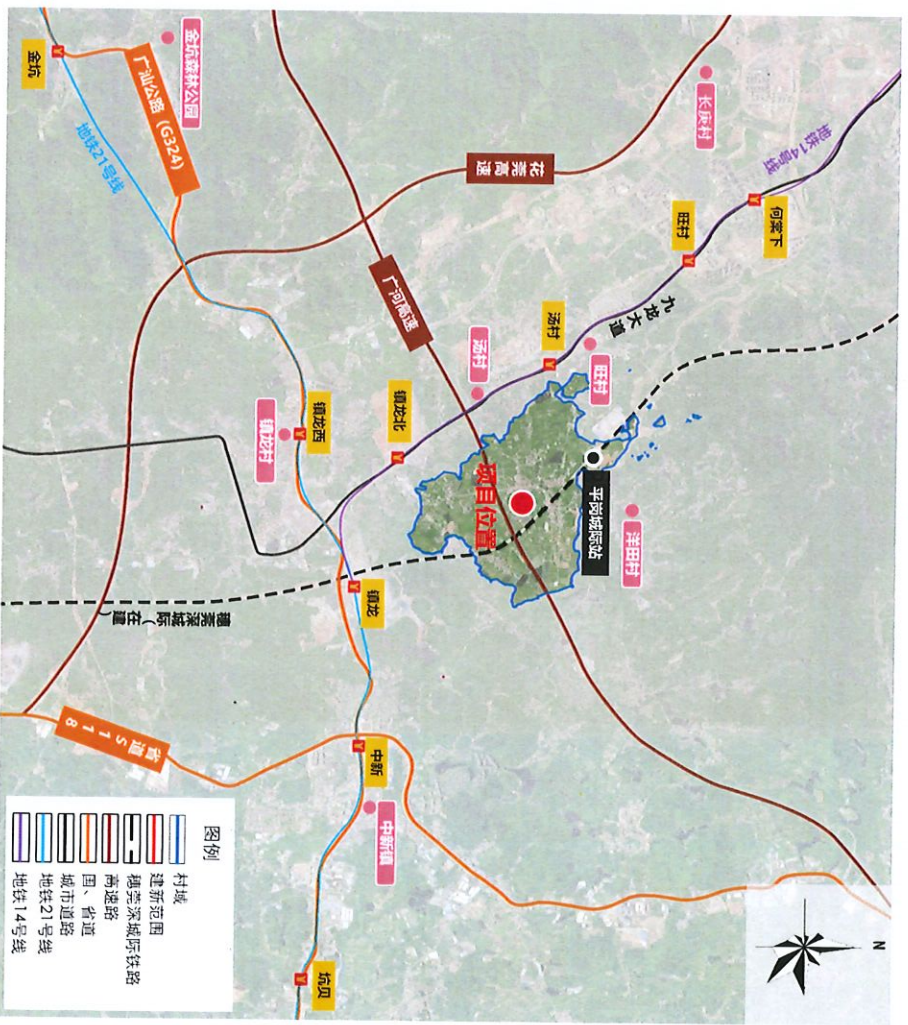 金坑
金坑森林公园
广汕公路（G324）
地铁21号线
长庚村
花莞高速
地铁14号线
何棠下
旺村
九龙大道
旺村
汤村
汤村
广河高速
镇龙北
镇龙西
镇龙村
项目位置
平岗城际站
洋田村
镇龙
穗莞深城际（在建）
省道S118
中新
中新镇
坑贝
N
图例
村域
建新范围
穗莞深城际铁路
高速路
国、省道
城市道路
地铁21号线
地铁14号线